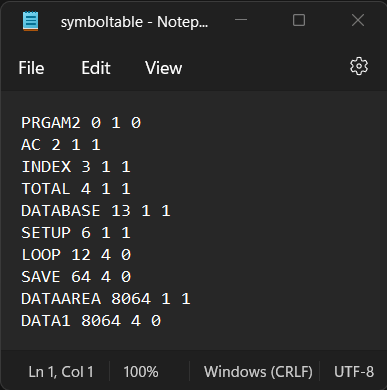 symboltable - Notep...
File Edit View
PRGAM2 0 1 0
AC 2 1 1
INDEX 3 1 1
TOTAL 4 1 1
DATABASE 13 1 1
SETUP 6 1 1
LOOP 12 4 0
SAVE 64 4 0
DATAAREA 8064 1 1
DATA1 8064 4 0
Ln 1, Col 1 100% Windows (CRLF) UTF-8